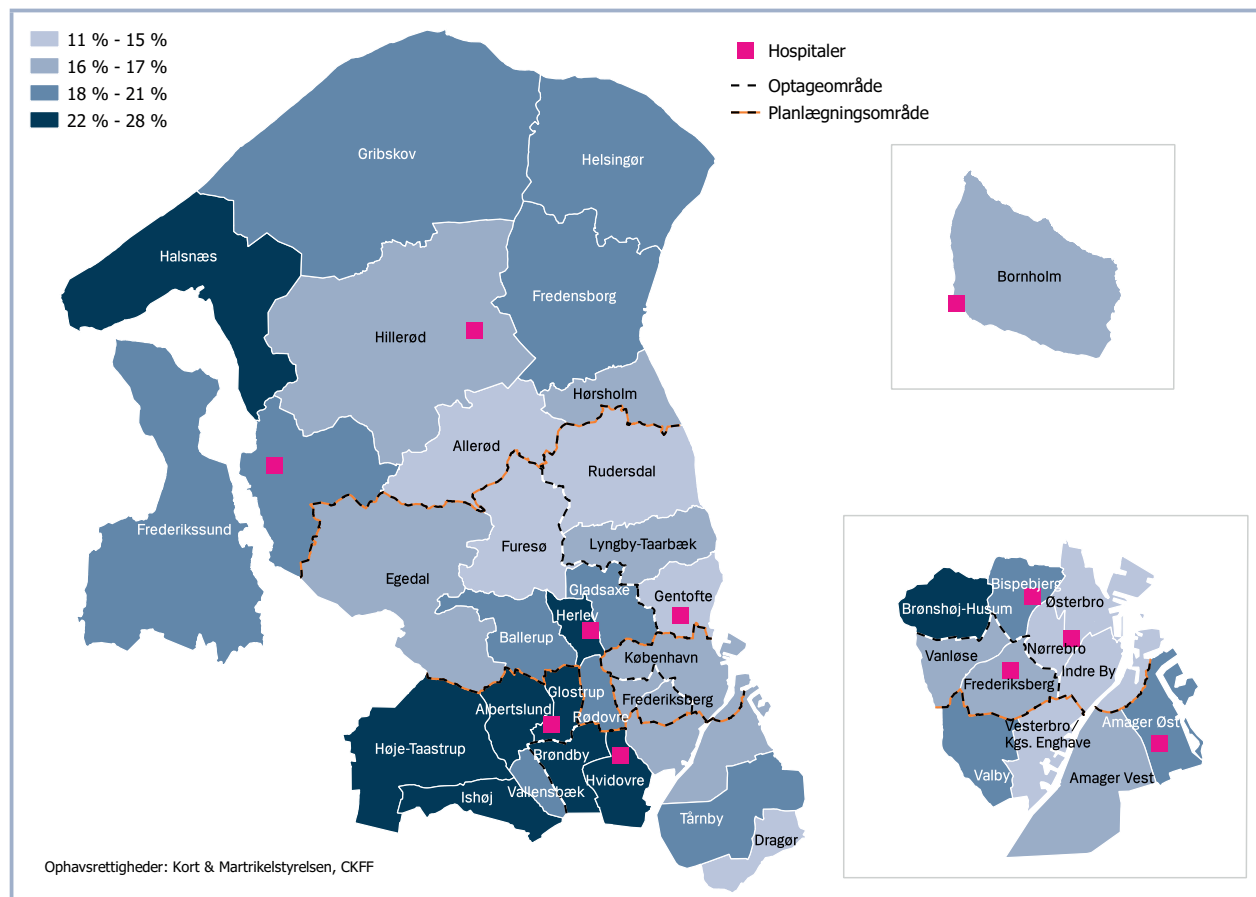 11 % - 15 %
16 % - 17 %
18 % - 21 %
22 % - 28 %
Hospitaler
Optageområde
Planlægningsområde
Gribskov
Helsingør
Halsnæs
Fredensborg
Hillerød
Hørsholm
Allerød
Rudersdal
Frederikssund
Furesø
Lyngby-Taarbæk
Egedal
Gladsaxe
Gentofte
Herlev
Ballerup
København
Glostrup
Frederiksberg
Albertslund
Rødovre
Høje-Taastrup
Brøndby
Hvidovre
Ishøj
Vallensbæk
Tårnby
Dragør
Bornholm
Bispebjerg
Brønshøj-Husum
Østerbro
Vanløse
Nørrebro
Indre By
Frederiksberg
Vesterbro
Kgs. Enghave
Amager Øst
Valby
Amager Vest
Ophavsrettigheder: Kort & Martrikelstyrelsen, CKFF